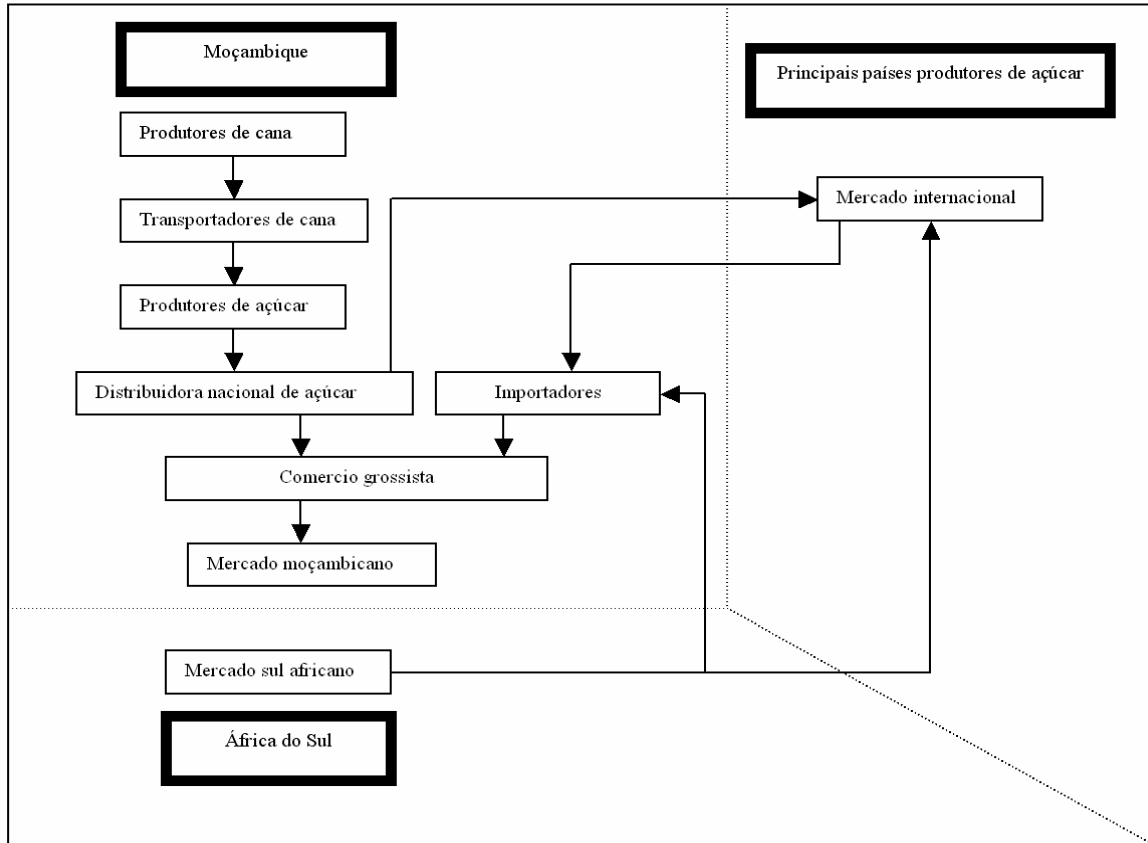 Moçambique
Principais países produtores de açúcar
Produtores de cana
Mercado internacional
Transportadores de cana
Produtores de açúcar
Distribuidora nacional de açúcar
Importadores
Comercio grossista
Mercado moçambicano
Mercado sul africano
África do Sul